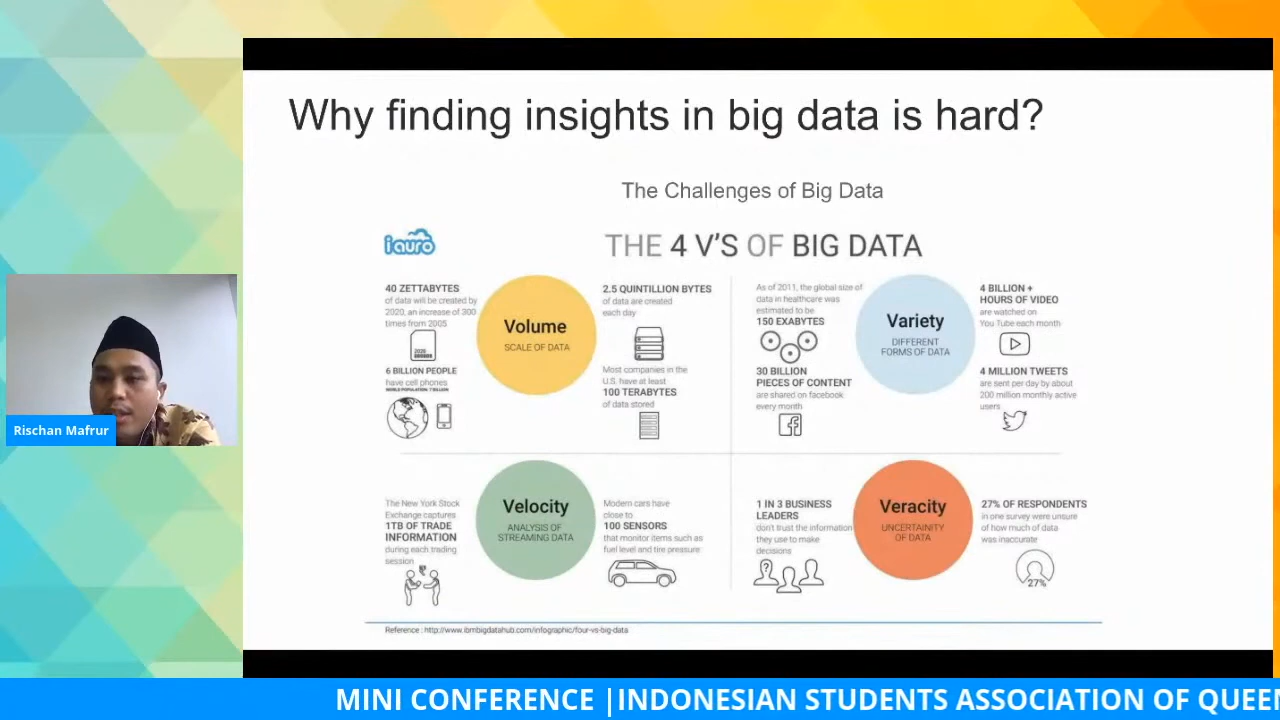 Why finding insights in big data is hard?
The Challenges of Big Data
iauro
THE 4 V'S OF BIG DATA
40 ZETTABYTES
of data will be created by
2020, an increase of 300
times from 2005
2020
6 BILLION PEOPLE
have cell phones
WORLD POPULATION: 7 BILLION
Volume
SCALE OF DATA
2.5 QUINTILLION BYTES
of data are created
each day
Most companies in the
U.S. have at least
100 TERABYTES
of data stored
As of 2011, the global size of
data in healthcare was
estimated to be
150 EXABYTES
30 BILLION
PIECES OF CONTENT
are shared on facebook
every month
Variety
DIFFERENT
FORMS OF DATA
4 BILLION +
HOURS OF VIDEO
are watched on
You Tube each month
4 MILLION TWEETS
are sent per day by about
200 million monthly active
users
The New York Stock
Exchange captures
1TB OF TRADE
INFORMATION
during each trading
session
Velocity
ANALYSIS OF
STREAMING DATA
Modern cars have
close to
100 SENSORS
that monitor items such as
fuel level and tire pressure
1 IN 3 BUSINESS
LEADERS
don't trust the information
they use to make
decisions
Veracity
UNCERTAINITY
OF DATA
27% OF RESPONDENTS
in one survey were unsure
of how much of data
was inaccurate
27%
Reference : http://www.ibmbigdatahub.com/infographic/four-vs-big-data
Rischan Mafrur
MINI CONFERENCE |INDONESIAN STUDENTS ASSOCIATION OF QUEEN